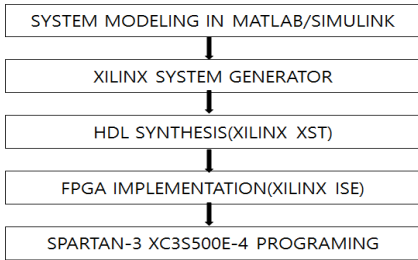 SYSTEM MODELING IN MATLAB/SIMULINK
XILINX SYSTEM GENERATOR
HDL SYNTHESIS(XILINX XST)
FPGA IMPLEMENTATION(XILINX ISE)
SPARTAN-3 XC3S500E-4 PROGRAMING